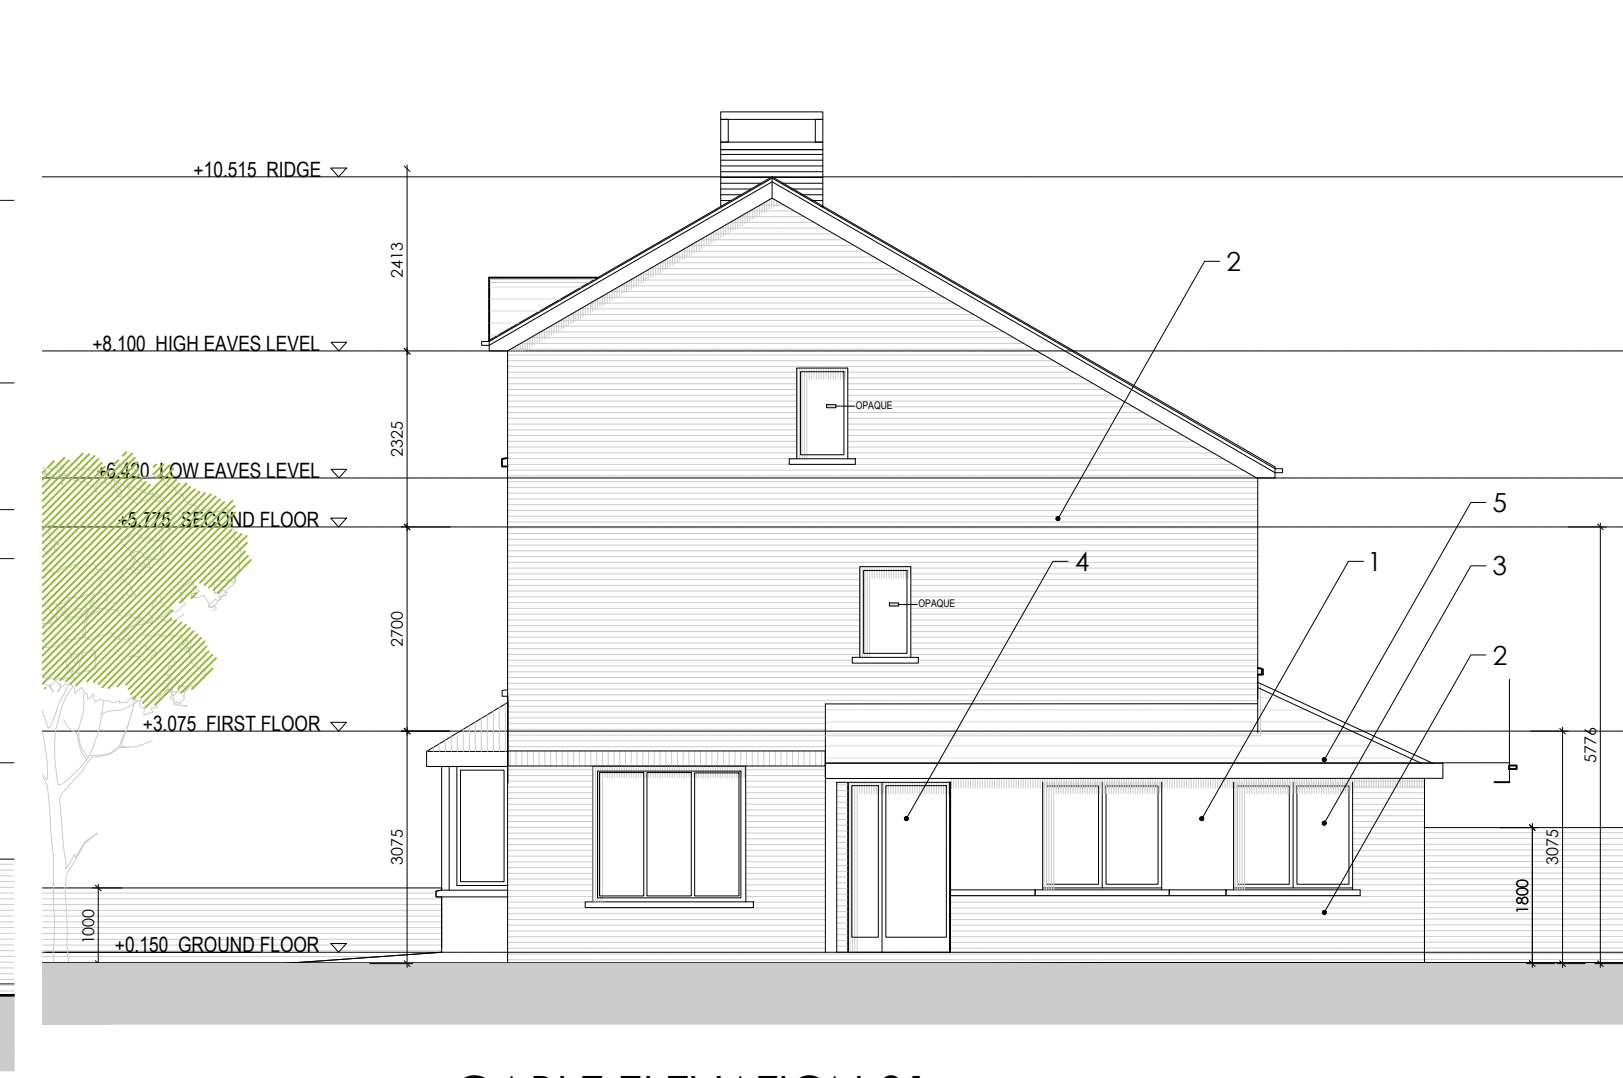 +10.515 RIDGE
2413
2
+8.100 HIGH EAVES LEVEL
OPAQUE
2325
+6.420 LOW EAVES LEVEL
5
+5.775 SECOND FLOOR
4
1
3
OPAQUE
2700
2
+3.075 FIRST FLOOR
5776
3075
3075
1800
1000
+0.150 GROUND FLOOR